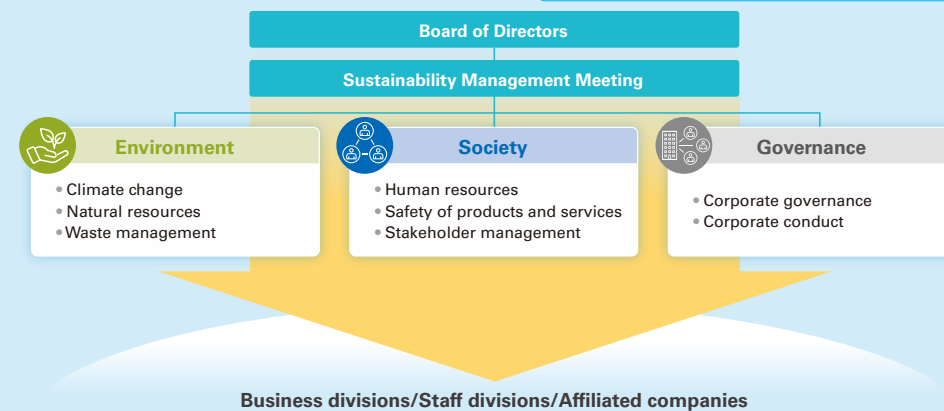 Board of Directors
Sustainability Management Meeting
Environment
• Climate change
• Natural resources
• Waste management
Society
• Human resources
• Safety of products and services
• Stakeholder management
Governance
• Corporate governance
• Corporate conduct
Business divisions/Staff divisions/Affiliated companies